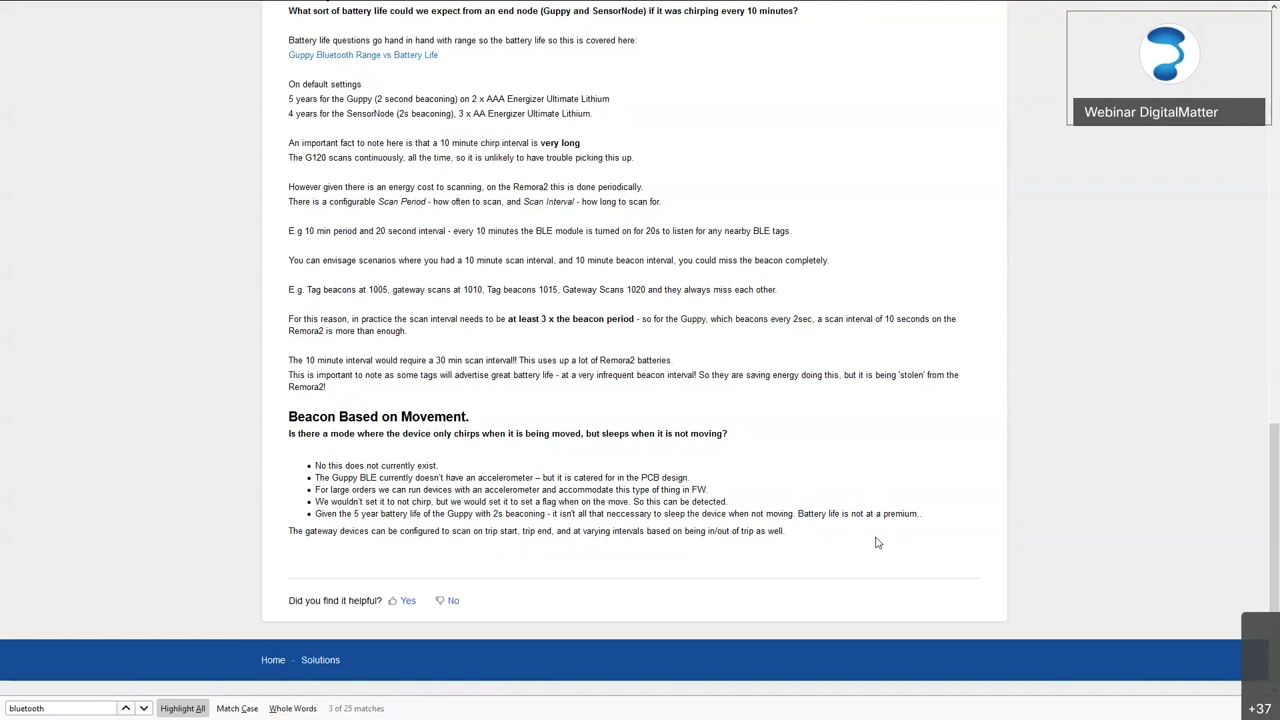 What sort of battery life could we expect from an end node (Guppy and SensorNode) if it was chirping every 10 minutes?
Battery life questions go hand in hand with range so the battery life so this is covered here:
Guppy Bluetooth Range vs Battery Life
On default settings
5 years for the Guppy (2 second beaconing) on 2 x AAA Energizer Ultimate Lithium
4 years for the SensorNode (2s beaconing), 3 x AA Energizer Ultimate Lithium.
An important fact to note here is that a 10 minute chirp interval is very long
The G120 scans continuously, all the time, so it is unlikely to have trouble picking this up.
However given there is an energy cost to scanning, on the Remora2 this is done periodically.
There is a configurable Scan Period - how often to scan, and Scan Interval - how long to scan for.
E.g 10 min period and 20 second interval - every 10 minutes the BLE module is turned on for 20s to listen for any nearby BLE tags.
You can envisage scenarios where you had a 10 minute scan interval, and 10 minute beacon interval, you could miss the beacon completely.
E.g. Tag beacons at 1005, gateway scans at 1010, Tag beacons 1015, Gateway Scans 1020 and they always miss each other.
For this reason, in practice the scan interval needs to be at least 3 x the beacon period - so for the Guppy, which beacons every 2sec, a scan interval of 10 seconds on the
Remora2 is more than enough.
The 10 minute interval would require a 30 min scan interval!! This uses up a lot of Remora2 batteries.
This is important to note as some tags will advertise great battery life - at a very infrequent beacon interval! So they are saving energy doing this, but it is being 'stolen' from the
Remora2!
Beacon Based on Movement.
Is there a mode where the device only chirps when it is being moved, but sleeps when it is not moving?
• No this does not currently exist.
• The Guppy BLE currently doesn't have an accelerometer – but it is catered for in the PCB design.
• For large orders we can run devices with an accelerometer and accommodate this type of thing in FW.
• We wouldn't set it to not chirp, but we would set it to set a flag when on the move. So this can be detected.
• Given the 5 year battery life of the Guppy with 2s beaconing - it isn't all that neccessary to sleep the device when not moving. Battery life is not at a premium..
The gateway devices can be configured to scan on trip start, trip end, and at varying intervals based on being in/out of trip as well.
Did you find it helpful? Yes No
Home - Solutions
bluetooth Highlight All Match Case Whole Words 3 of 25 matches
Webinar DigitalMatter
+37